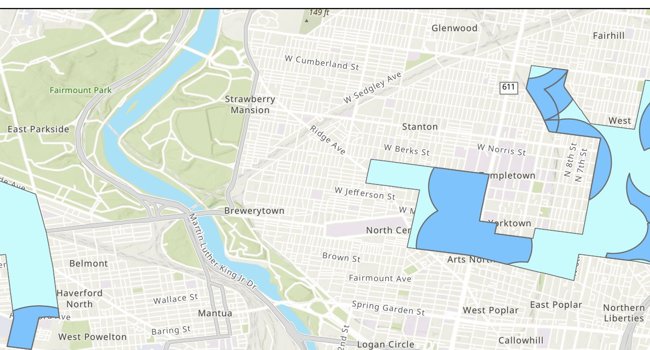 149 ft
Glenwood
Fairhill
W Cumberland St
Fairmount Park
W Sedgley Ave
611
Strawberry
Mansion
West
East Parkside
Stanton
Ridge Ave
W Berks St
W Norris St
N 8th St
N 7th St
Templetown
W Jefferson St
Brewerytown
Yorktown
North Cen
Martin Luther King Jr Dr
Belmont
Brown St
Arts Nor
Fairmount Ave
Haverford
North
Wallace St
Spring Garden St
West Poplar
East Poplar
Northern
Liberties
Mantua
Baring St
West Powelton
Logan Circle
Callowhill